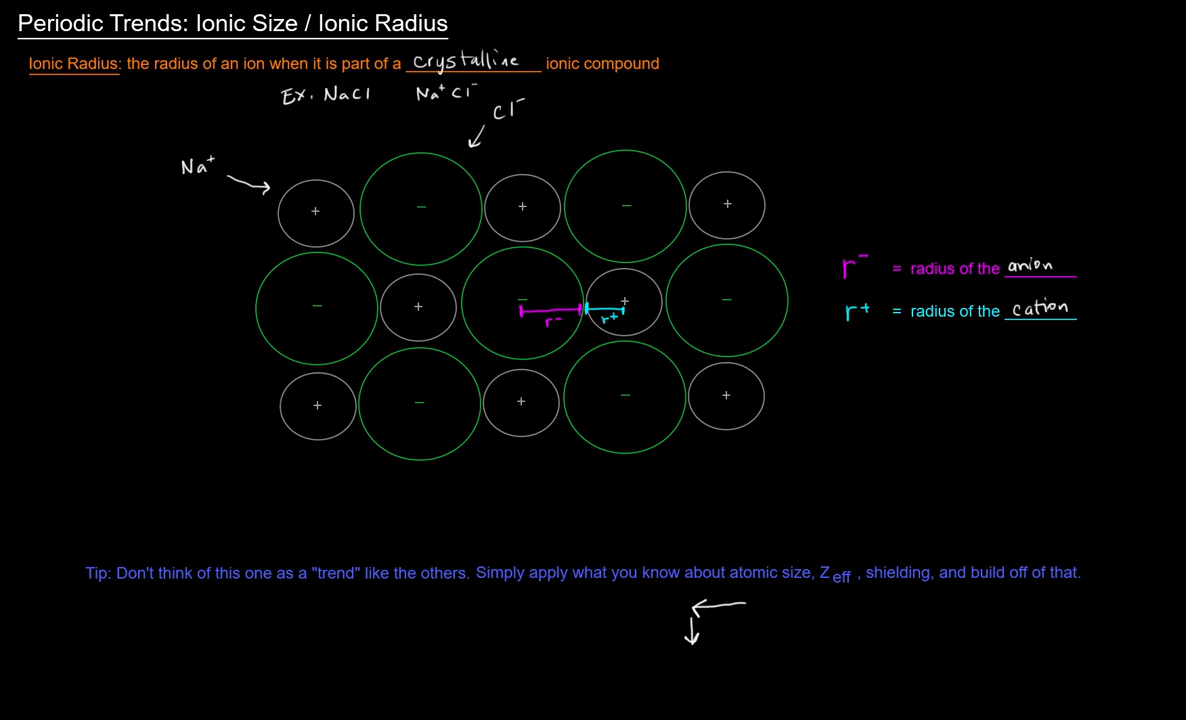 Periodic Trends: Ionic Size / Ionic Radius
Ionic Radius: the radius of an ion when it is part of a crystalline ionic compound
Ex. NaCl Na⁺Cl⁻
Cl⁻
Na⁺
+ − + − +
− + − + −
r⁻ r⁺
+ − + − +
r⁻ = radius of the anion
r⁺ = radius of the cation
Tip: Don't think of this one as a "trend" like the others. Simply apply what you know about atomic size, Z eff , shielding, and build off of that.